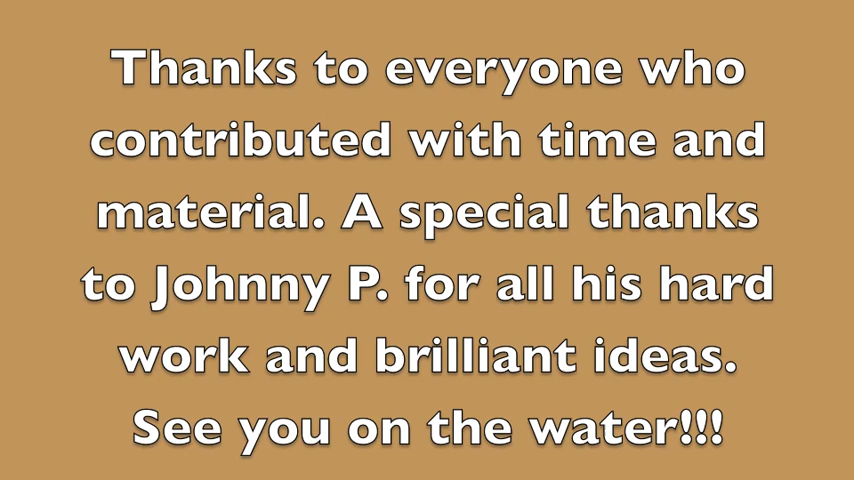 Thanks to everyone who
contributed with time and
material. A special thanks
to Johnny P. for all his hard
work and brilliant ideas.
See you on the water!!!